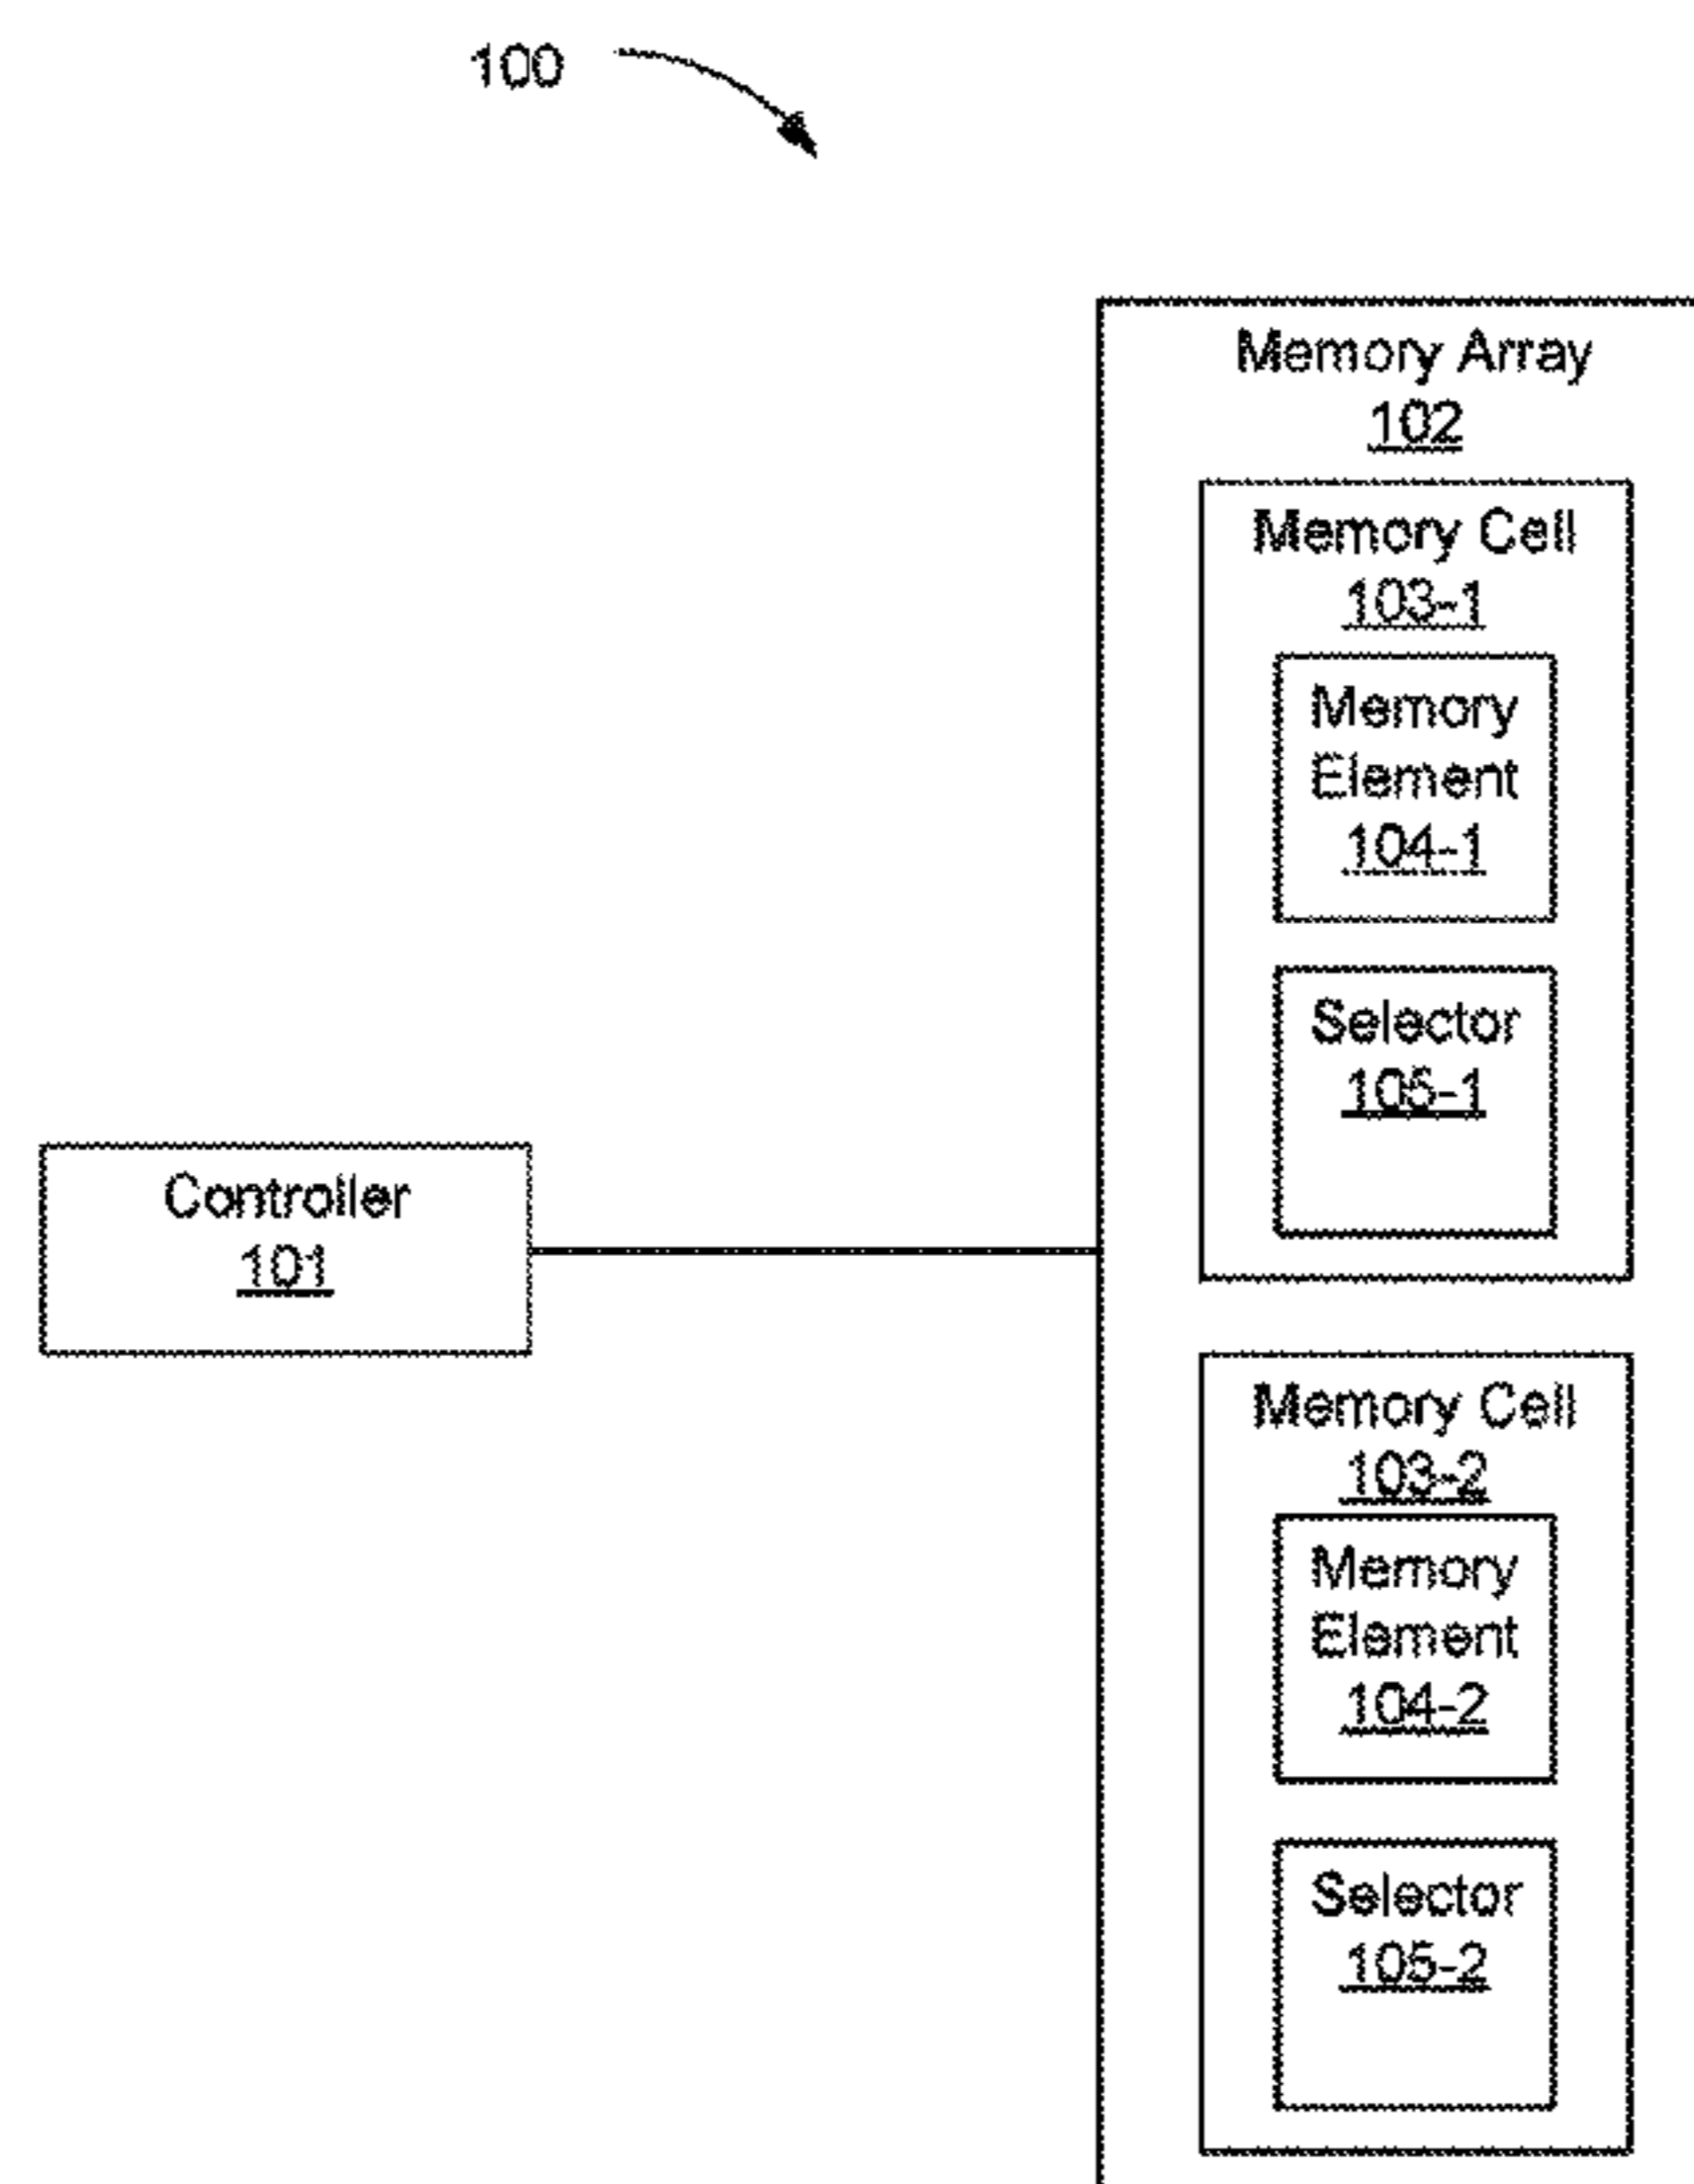 100
Memory Array
102
Memory Cell
103-1
Memory
Element
104-1
Selector
105-1
Controller
101
Memory Cell
103-2
Memory
Element
104-2
Selector
105-2